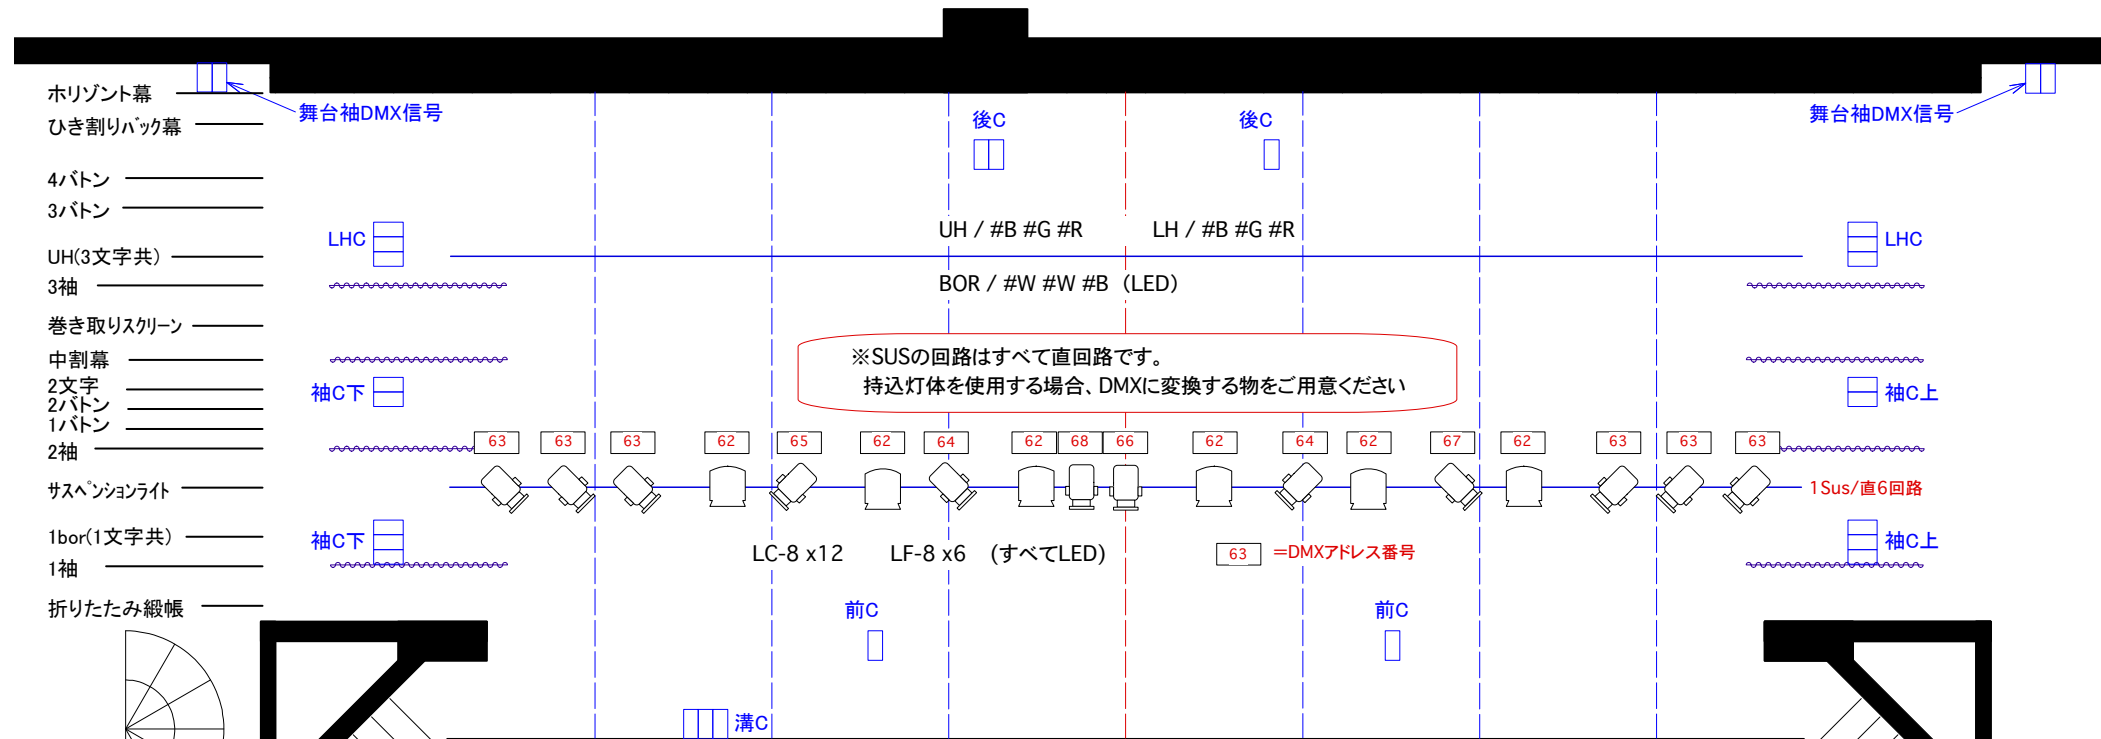 ホリゾント幕
舞台袖DMX信号
舞台袖DMX信号
ひき割りバック幕
後C
後C
4バトン
3バトン
UH / #B #G #R
LH / #B #G #R
LHC
LHC
UH(3文字共)
3袖
BOR / #W #W #B (LED)
巻き取りスクリーン
※SUSの回路はすべて直回路です。
持込灯体を使用する場合、DMXに変換する物をご用意ください
中割幕
2文字
袖C下
袖C上
2バトン
1バトン
63 63 63 62 65 62 64 62 68 66 62 64 62 67 62 63 63 63
2袖
サスペンションライト
1Sus/直6回路
1bor(1文字共)
袖C下
袖C上
LC-8 x12 LF-8 x6 (すべてLED)
63 =DMXアドレス番号
1袖
折りたたみ緞帳
前C
前C
溝C